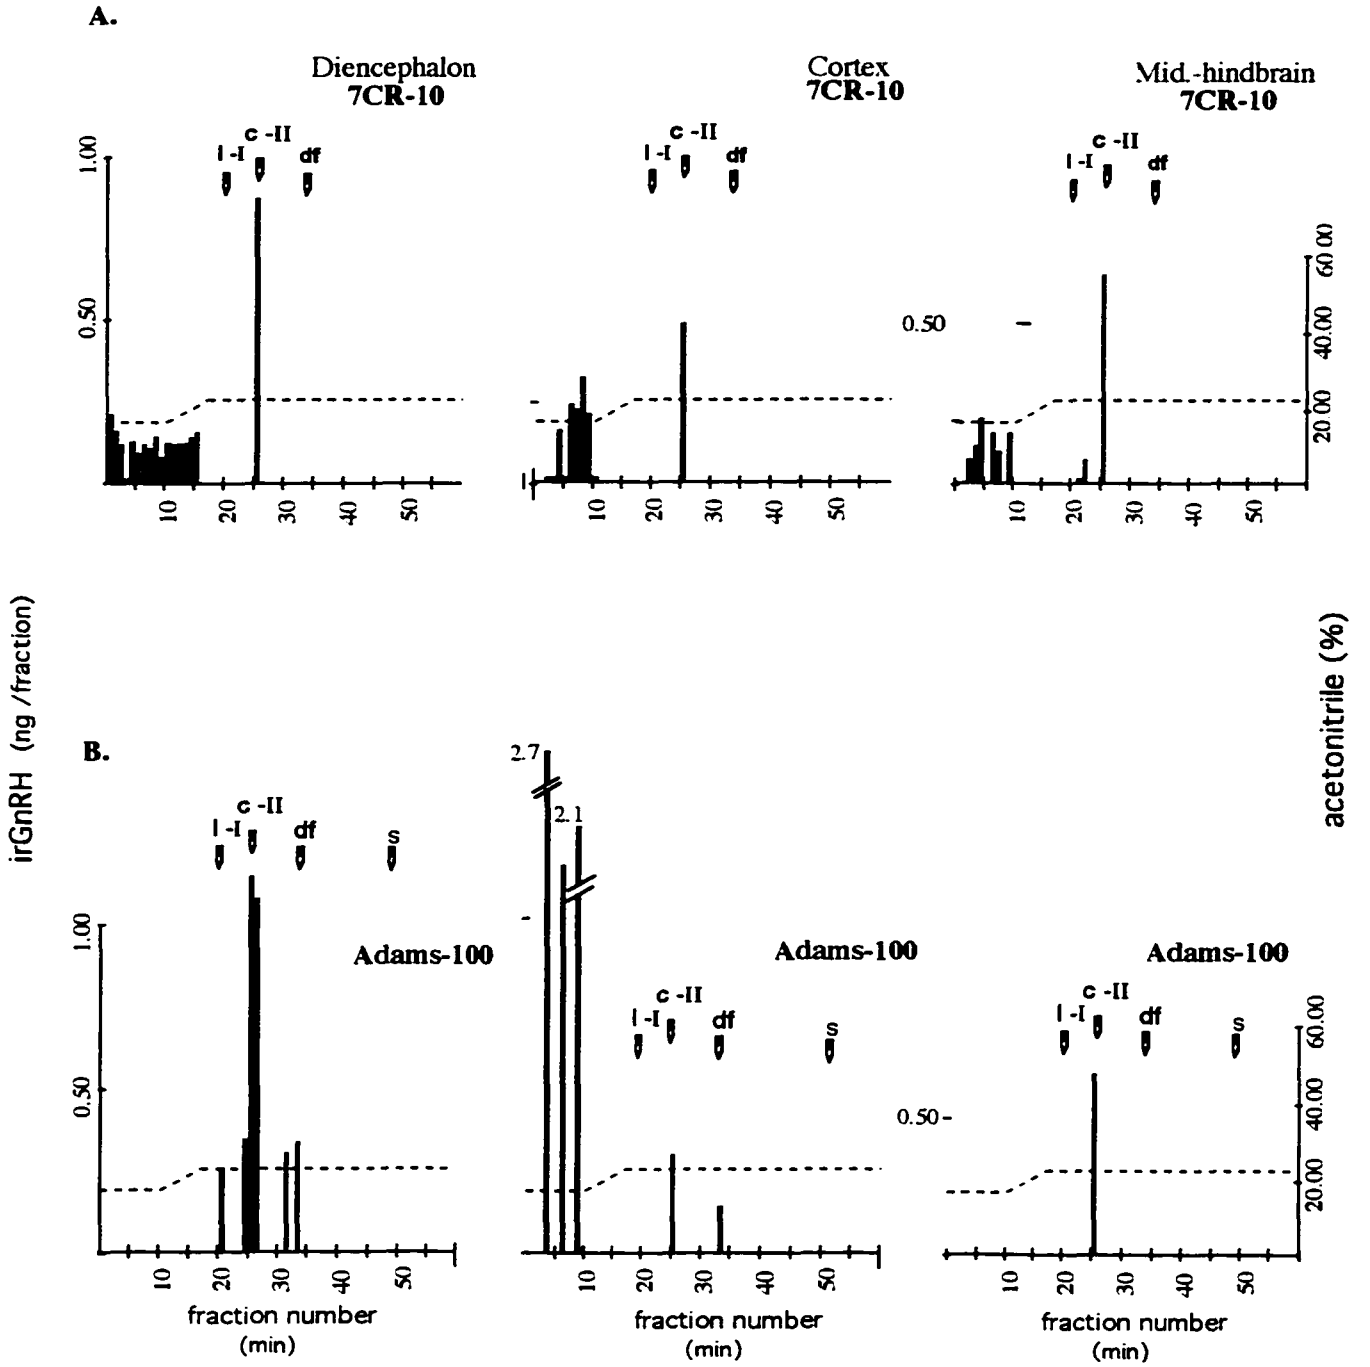 A.
Diencephalon
7CR-10
Cortex
7CR-10
Mid.-hindbrain
7CR-10
c -II
l -I
df
c -II
l -I
df
c -II
l -I
df
1.00
0.50
0.50
60.00
40.00
20.00
10 20 30 40 50
10 20 30 40 50
10 20 30 40 50
irGnRH (ng /fraction)
acetonitrile (%)
B.
2.7
2.1
c -II
l -I
df
s
Adams-100
Adams-100
Adams-100
c -II
l -I
df
s
c -II
l -I
df
s
1.00
0.50
0.50
60.00
40.00
20.00
10 20 30 40 50
10 20 30 40 50
10 20 30 40 50
fraction number
(min)
fraction number
(min)
fraction number
(min)